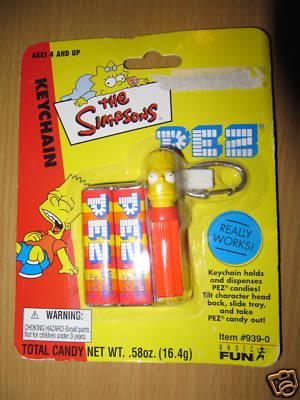 AGES 4 AND UP
KEYCHAIN
THE
SIMPSONS
PEZ
REALLY
WORKS!
PEZ
PEZ
Keychain holds
and dispenses
PEZ candies!
Tilt character head
back, slide tray,
and take
PEZ candy out!
WARNING:
CHOKING HAZARD-Small parts.
Not for children under 3 years.
Item #939-0
TOTAL CANDY NET WT. .58oz. (16.4g)
BASIC
FUN